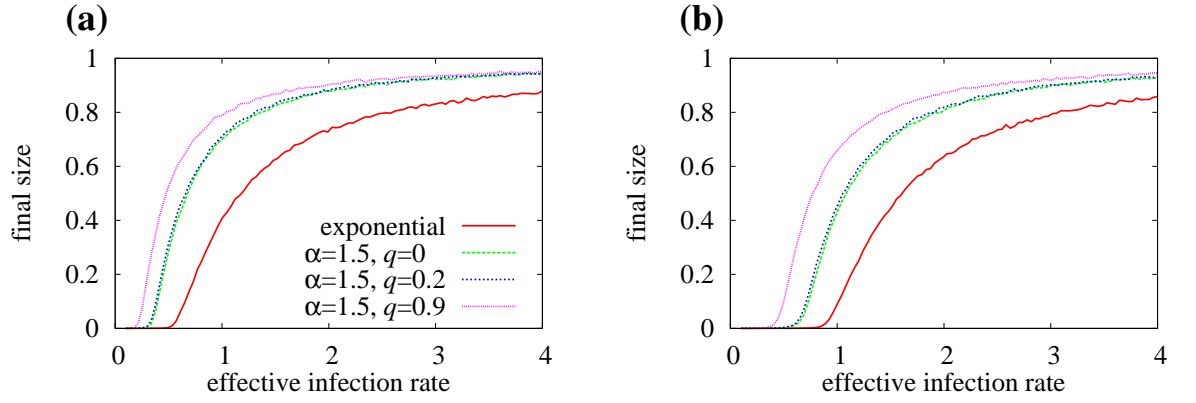 (a)
1
0.8
0.6
0.4
0.2
0
final size
exponential
α=1.5, q=0
α=1.5, q=0.2
α=1.5, q=0.9
0 1 2 3 4
effective infection rate
(b)
1
0.8
0.6
0.4
0.2
0
final size
0 1 2 3 4
effective infection rate